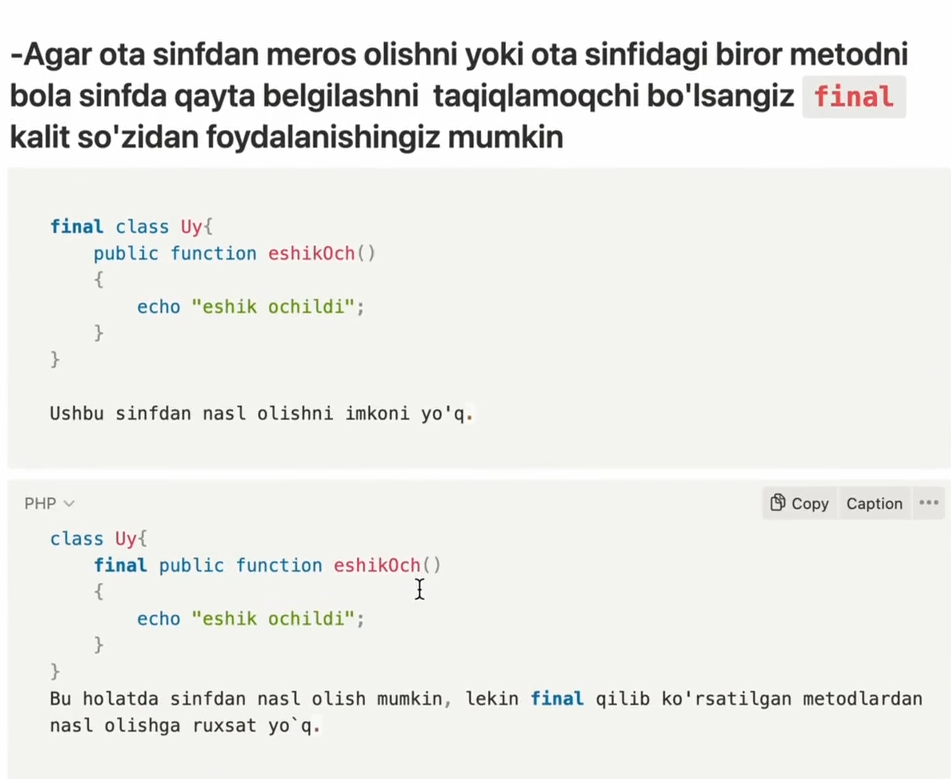 -Agar ota sinfdan meros olishni yoki ota sinfidagi biror metodni
bola sinfda qayta belgilashni taqiqlamoqchi bo'lsangiz final
kalit so'zidan foydalanishingiz mumkin
final class Uy{
public function eshikOch()
{
echo "eshik ochildi";
}
}
Ushbu sinfdan nasl olishni imkoni yo'q.
PHP
Copy Caption
class Uy{
final public function eshikOch()
{
echo "eshik ochildi";
}
}
Bu holatda sinfdan nasl olish mumkin, lekin final qilib ko'rsatilgan metodlardan
nasl olishga ruxsat yo`q.